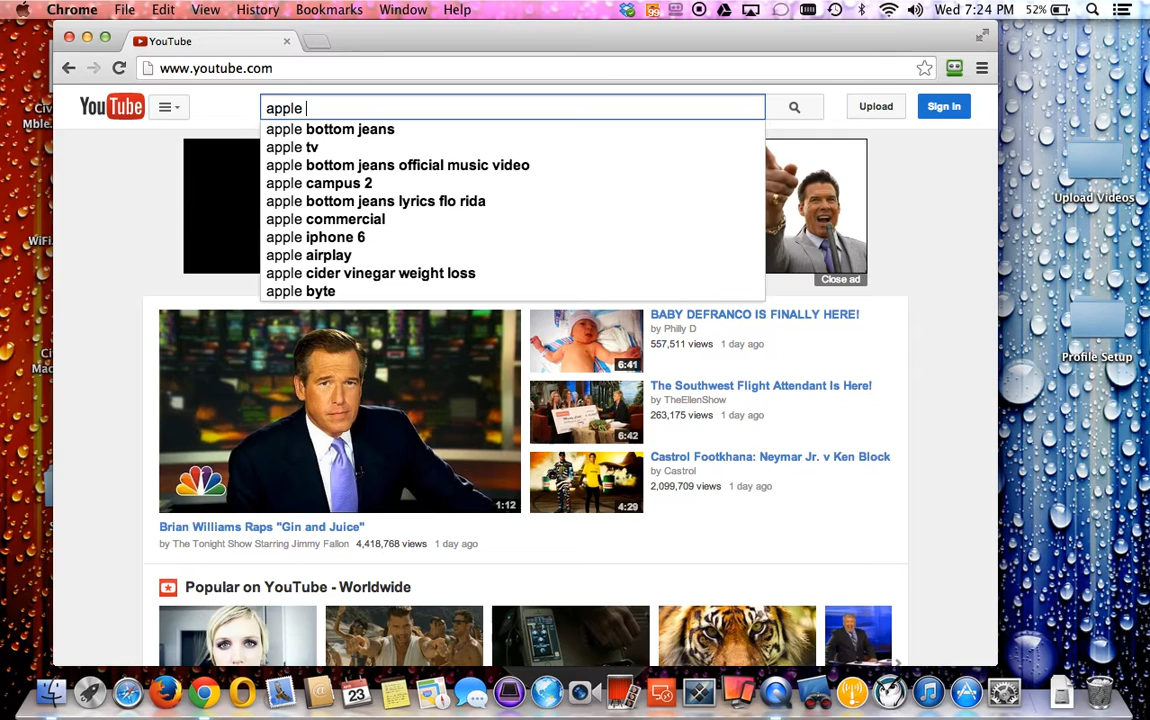 Chrome File Edit View History Bookmarks Window Help 99 Wed 7:24 PM 52%
YouTube
www.youtube.com
YouTube apple Upload Sign In
apple bottom jeans
apple tv
apple bottom jeans official music video
apple campus 2
apple bottom jeans lyrics flo rida
apple commercial
apple iphone 6
apple airplay
apple cider vinegar weight loss
apple byte
Close ad
BABY DEFRANCO IS FINALLY HERE!
by Philly D
557,511 views 1 day ago
6:41
The Southwest Flight Attendant Is Here!
by TheEllenShow
263,175 views 1 day ago
6:42
Castrol Footkhana: Neymar Jr. v Ken Block
by Castrol
2,099,709 views 1 day ago
4:29
NBC
1:12
Brian Williams Raps "Gin and Juice"
by The Tonight Show Starring Jimmy Fallon 4,418,768 views 1 day ago
Popular on YouTube - Worldwide
Upload Videos
Profile Setup
Civ
Mble.
WiFi.
Ci
Mac
23